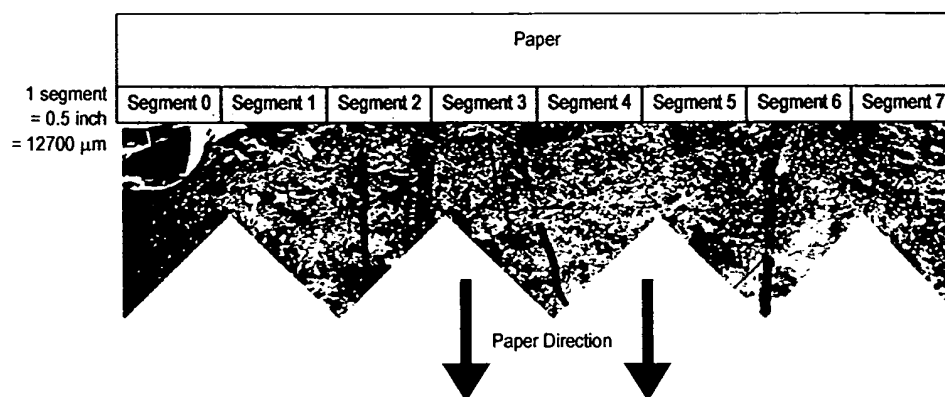 Paper
1 segment
= 0.5 inch
= 12700 µm
Segment 0 Segment 1 Segment 2 Segment 3 Segment 4 Segment 5 Segment 6 Segment 7
Paper Direction